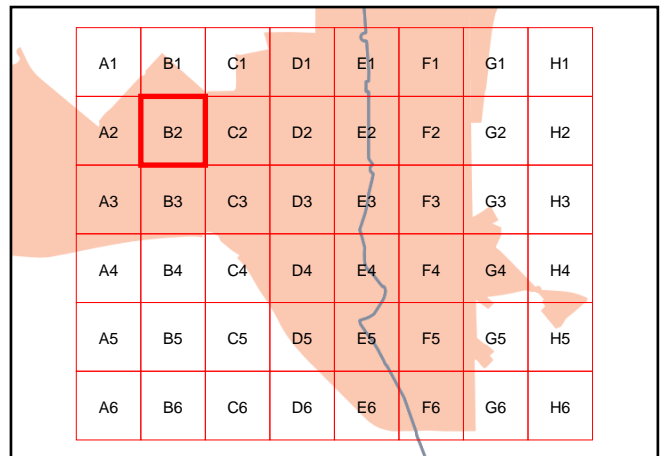 A1 B1 C1 D1 E1 F1 G1 H1
A2 B2 C2 D2 E2 F2 G2 H2
A3 B3 C3 D3 E3 F3 G3 H3
A4 B4 C4 D4 E4 F4 G4 H4
A5 B5 C5 D5 E5 F5 G5 H5
A6 B6 C6 D6 E6 F6 G6 H6